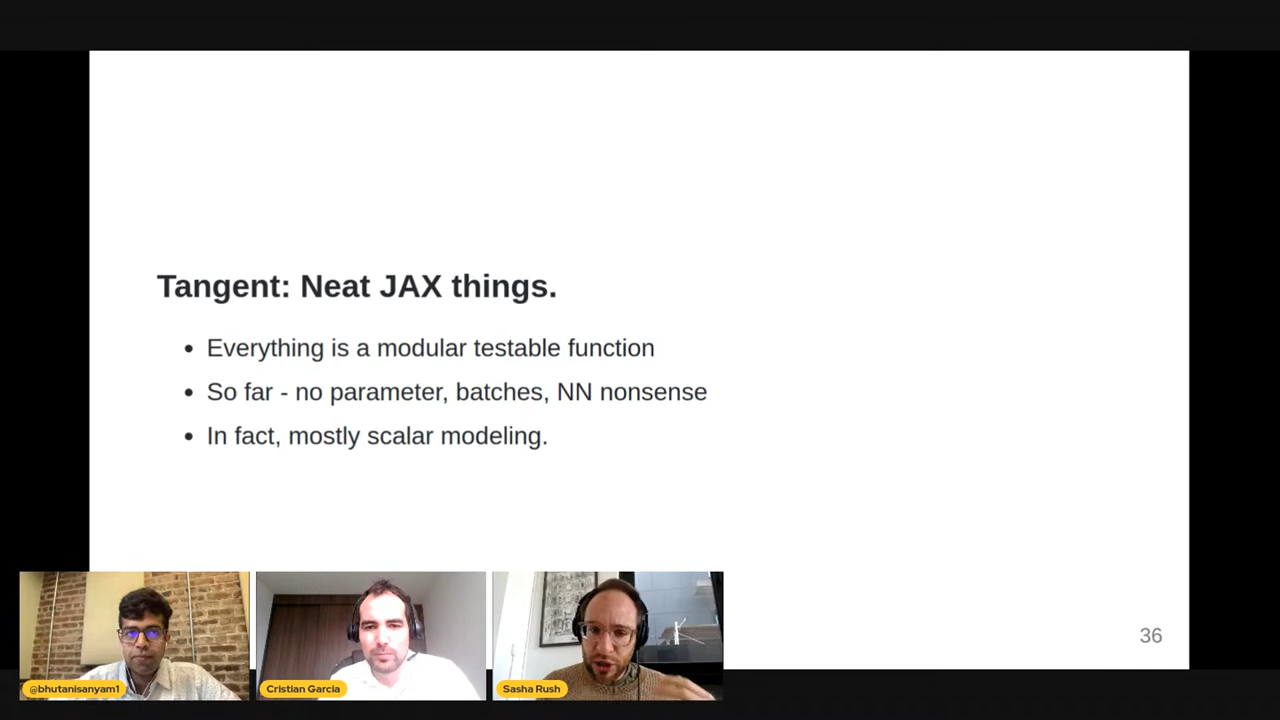 Tangent: Neat JAX things.
Everything is a modular testable function
So far - no parameter, batches, NN nonsense
In fact, mostly scalar modeling.
36
@bhutanisanyam1
Cristian Garcia
Sasha Rush